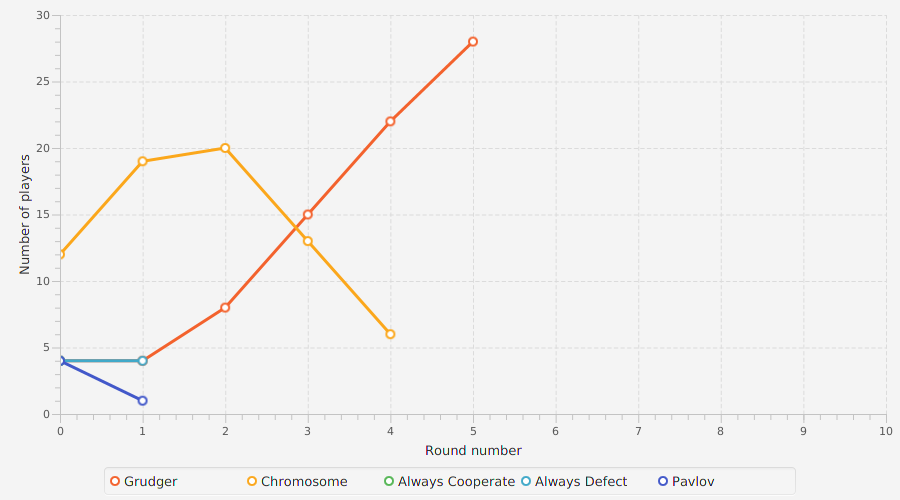 30
25
20
15
10
5
0
Number of players
0 1 2 3 4 5 6 7 8 9 10
Round number
Grudger Chromosome Always Cooperate Always Defect Pavlov